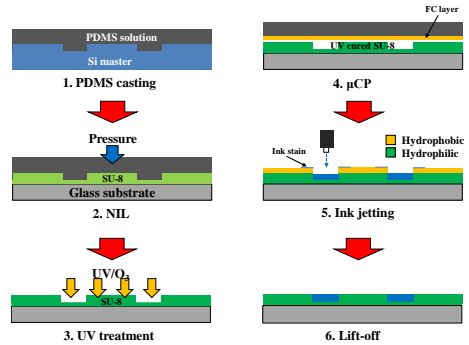 PDMS solution
Si master
1. PDMS casting
Pressure
SU-8
Glass substrate
2. NIL
UV/O3
SU-8
3. UV treatment
FC layer
UV cured SU-8
4. μCP
Ink stain
Hydrophobic
Hydrophilic
5. Ink jetting
6. Lift-off